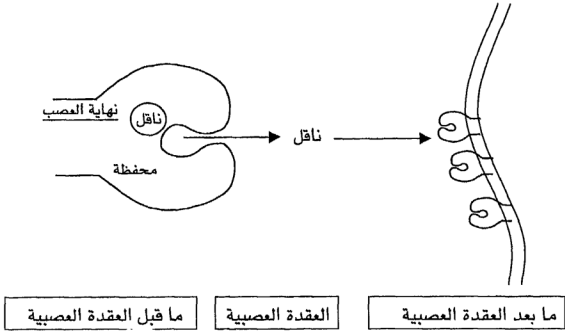 نهاية العصب
ناقل
ناقل
محفظة
ما قبل العقدة العصبية
العقدة العصبية
ما بعد العقدة العصبية